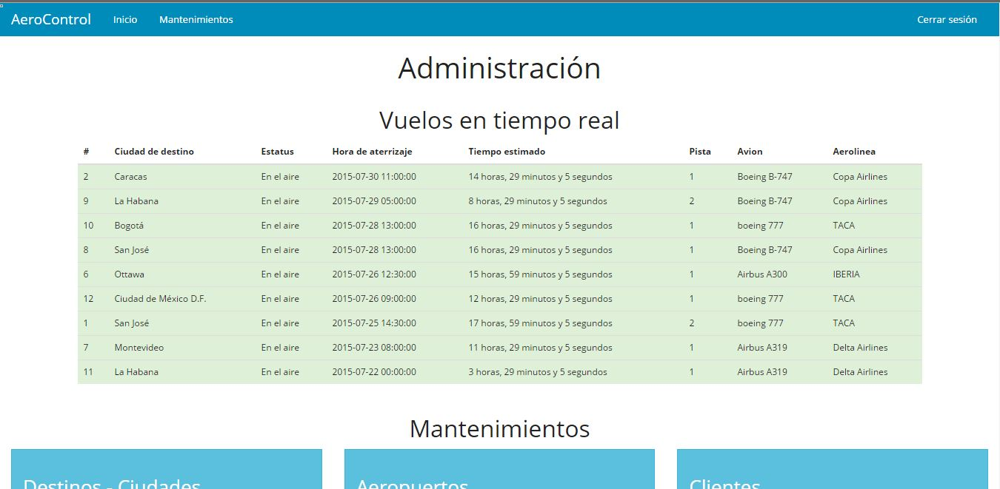 AeroControl Inicio Mantenimientos Cerrar sesión
Administración
Vuelos en tiempo real
# Ciudad de destino Estatus Hora de aterrizaje Tiempo estimado Pista Avion Aerolinea
2 Caracas En el aire 2015-07-30 11:00:00 14 horas, 29 minutos y 5 segundos 1 Boeing B-747 Copa Airlines
9 La Habana En el aire 2015-07-29 05:00:00 8 horas, 29 minutos y 5 segundos 2 Boeing B-747 Copa Airlines
10 Bogotá En el aire 2015-07-28 13:00:00 16 horas, 29 minutos y 5 segundos 1 boeing 777 TACA
8 San José En el aire 2015-07-28 13:00:00 16 horas, 29 minutos y 5 segundos 1 Boeing B-747 Copa Airlines
6 Ottawa En el aire 2015-07-26 12:30:00 15 horas, 59 minutos y 5 segundos 1 Airbus A300 IBERIA
12 Ciudad de México D.F. En el aire 2015-07-26 09:00:00 12 horas, 29 minutos y 5 segundos 1 boeing 777 TACA
1 San José En el aire 2015-07-25 14:30:00 17 horas, 59 minutos y 5 segundos 2 boeing 777 TACA
7 Montevideo En el aire 2015-07-23 08:00:00 11 horas, 29 minutos y 5 segundos 1 Airbus A319 Delta Airlines
11 La Habana En el aire 2015-07-22 00:00:00 3 horas, 29 minutos y 5 segundos 1 Airbus A319 Delta Airlines
Mantenimientos
Destinos - Ciudades Aeropuertos Clientes